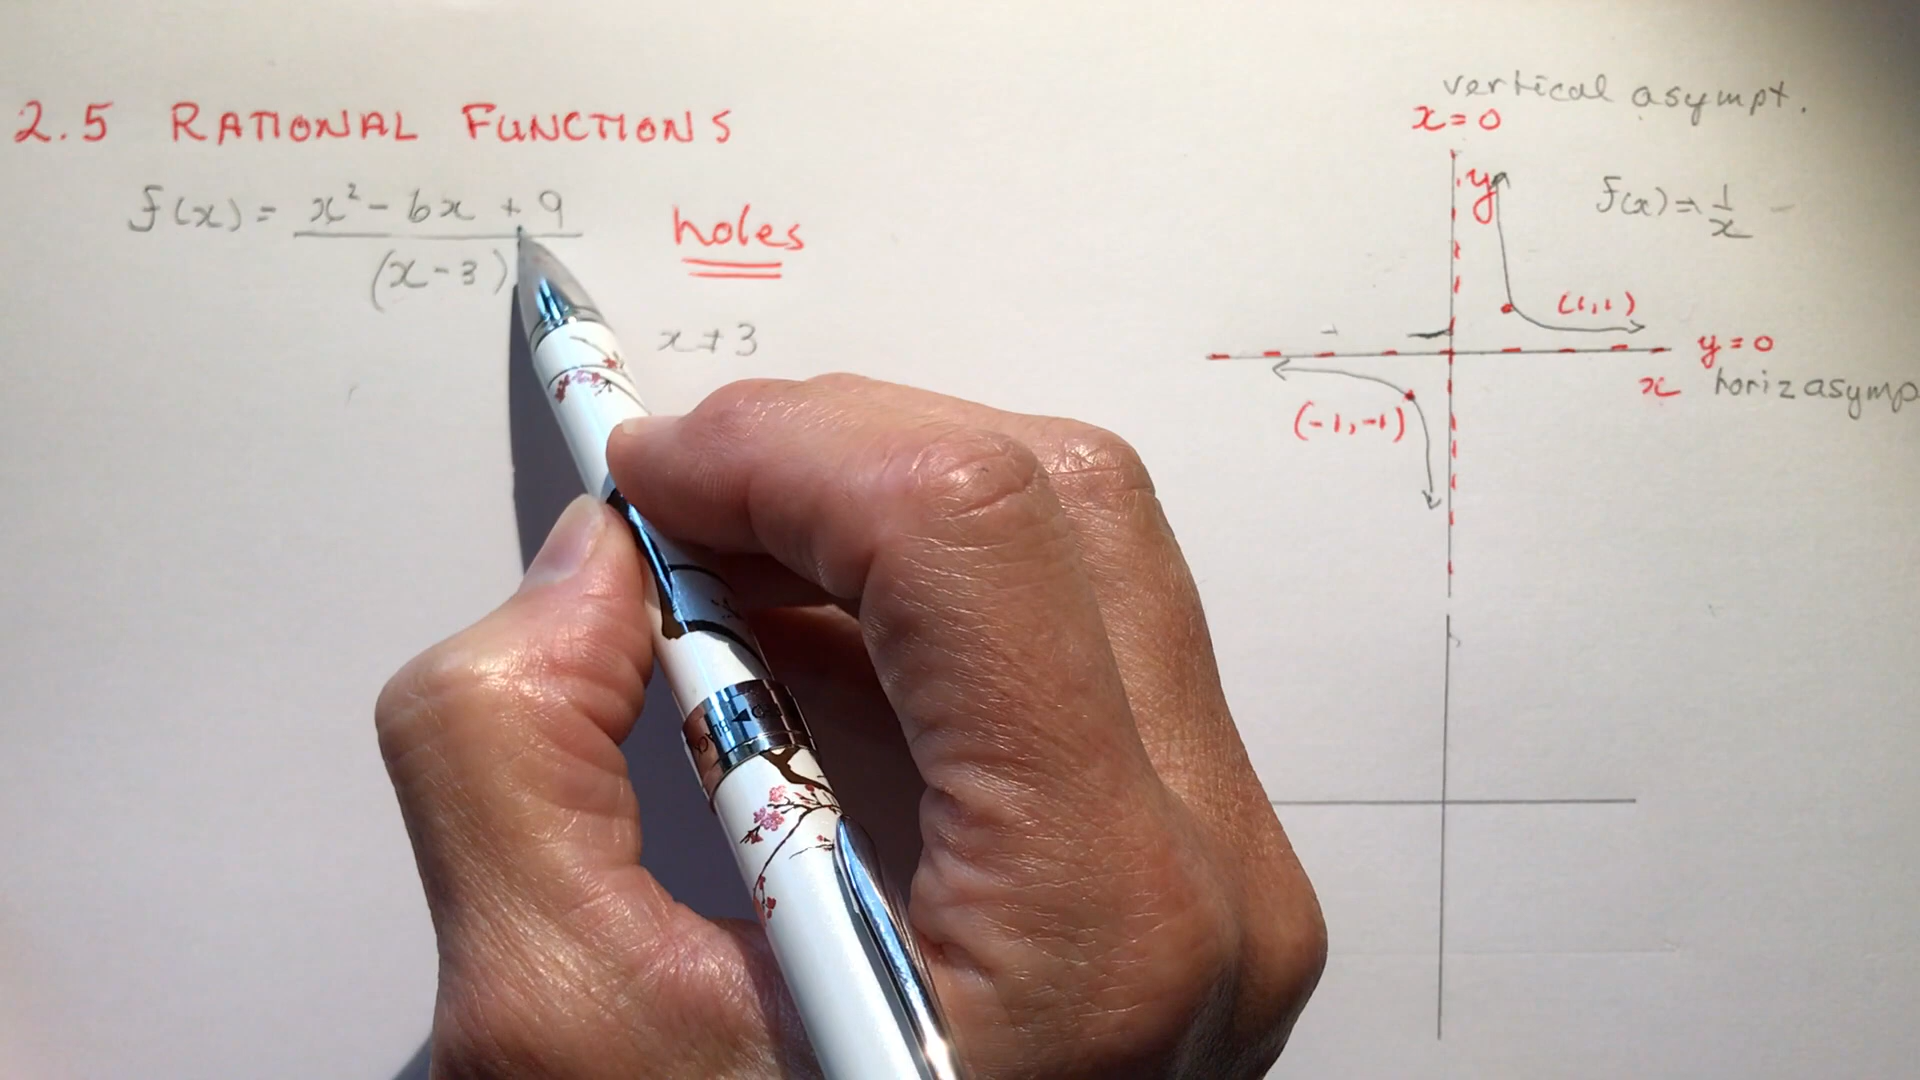 2.5 RATIONAL FUNCTIONS
f(x) = x² - 6x + 9
(x - 3)
holes
x ≠ 3
vertical asympt.
x = 0
y
f(x) = 1/x
(1,1)
y = 0
x horiz asymp
(-1,-1)